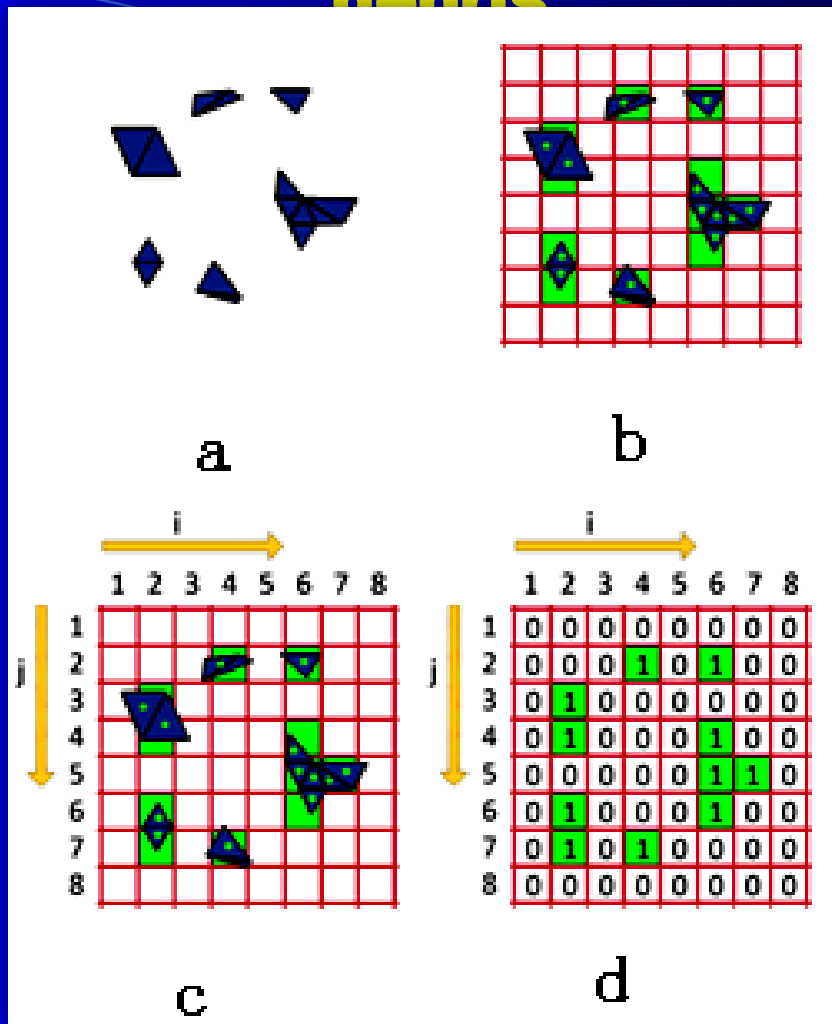 a
b
i
1 2 3 4 5 6 7 8
j
1
2
3
4
5
6
7
8
c
i
1 2 3 4 5 6 7 8
j
1 0 0 0 0 0 0 0 0
2 0 0 0 1 0 1 0 0
3 0 1 0 0 0 0 0 0
4 0 1 0 0 0 1 0 0
5 0 0 0 0 0 1 1 0
6 0 1 0 0 0 1 0 0
7 0 1 0 1 0 0 0 0
8 0 0 0 0 0 0 0 0
d